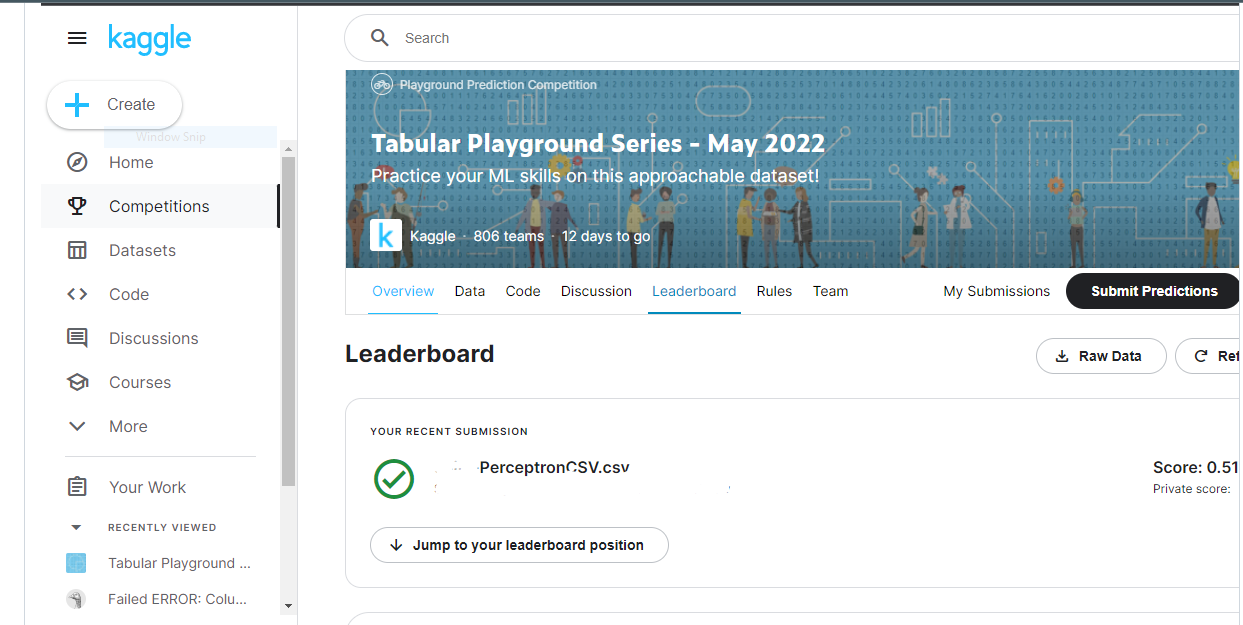 kaggle
Search
Create
Window Snip
Home
Competitions
Datasets
Code
Discussions
Courses
More
Your Work
RECENTLY VIEWED
Tabular Playground ...
Failed ERROR: Colu...
Playground Prediction Competition
Tabular Playground Series - May 2022
Practice your ML skills on this approachable dataset!
k
Kaggle · 806 teams · 12 days to go
Overview Data Code Discussion Leaderboard Rules Team My Submissions Submit Predictions
Leaderboard
Raw Data
Ref
YOUR RECENT SUBMISSION
PerceptronCSV.csv
Score: 0.51
Private score:
Jump to your leaderboard position